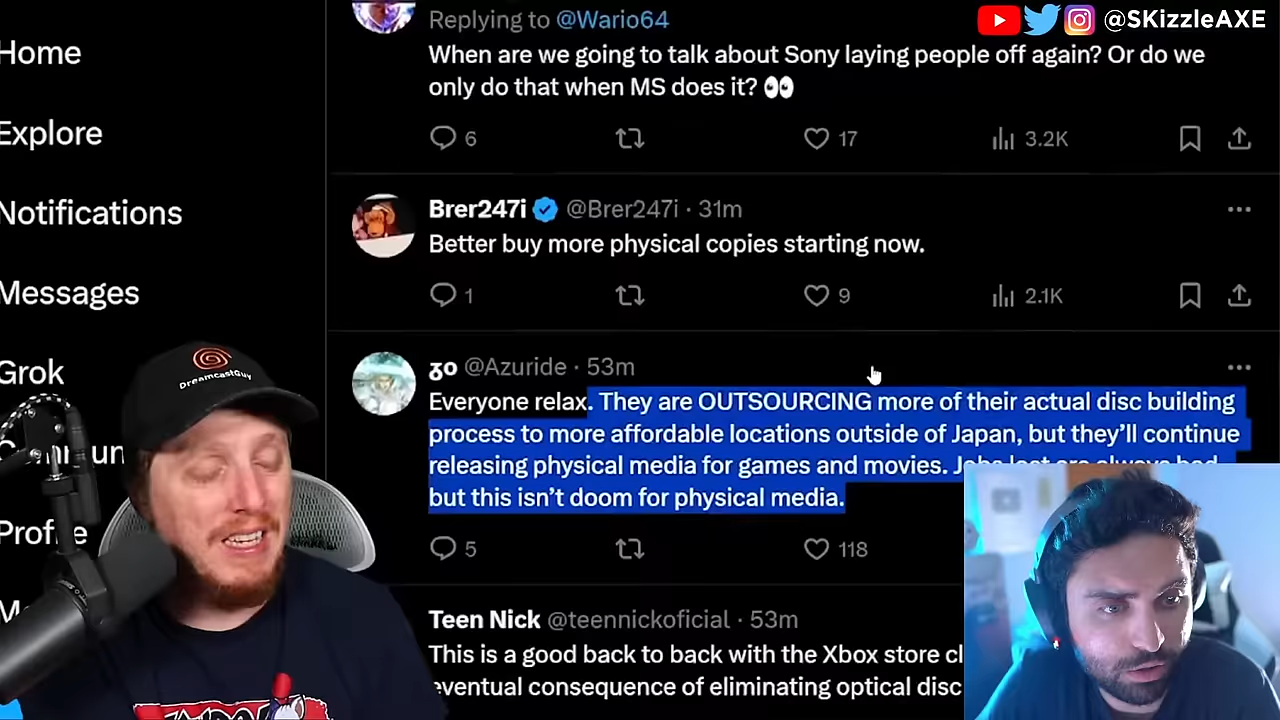 @SKizzleAXE
Replying to @Wario64
When are we going to talk about Sony laying people off again? Or do we
only do that when MS does it? 👀
6 17 3.2K
Brer247i @Brer247i · 31m
Better buy more physical copies starting now.
1 9 2.1K
ʒo @Azuride · 53m
Everyone relax. They are OUTSOURCING more of their actual disc building
process to more affordable locations outside of Japan, but they’ll continue
releasing physical media for games and movies. Jobs lost are always bad
but this isn’t doom for physical media.
5 118
Teen Nick @teennickoficial · 53m
This is a good back to back with the Xbox store cl
eventual consequence of eliminating optical disc
Home
Explore
Notifications
Messages
Grok
Profile
DreamcastGuy